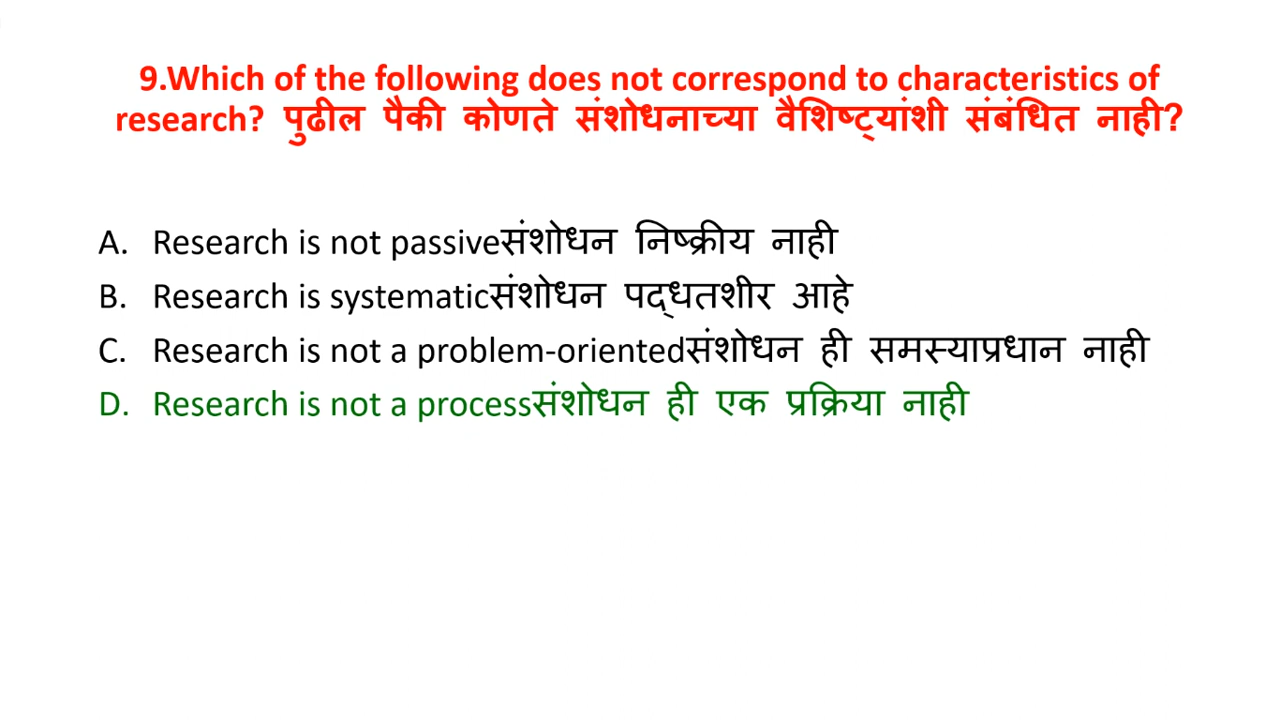 9.Which of the following does not correspond to characteristics of
research? पुढील पैकी कोणते संशोधनाच्या वैशिष्ट्यांशी संबंधित नाही?
A. Research is not passiveसंशोधन निष्क्रीय नाही
B. Research is systematicसंशोधन पद्धतशीर आहे
C. Research is not a problem-orientedसंशोधन ही समस्याप्रधान नाही
D. Research is not a processसंशोधन ही एक प्रक्रिया नाही